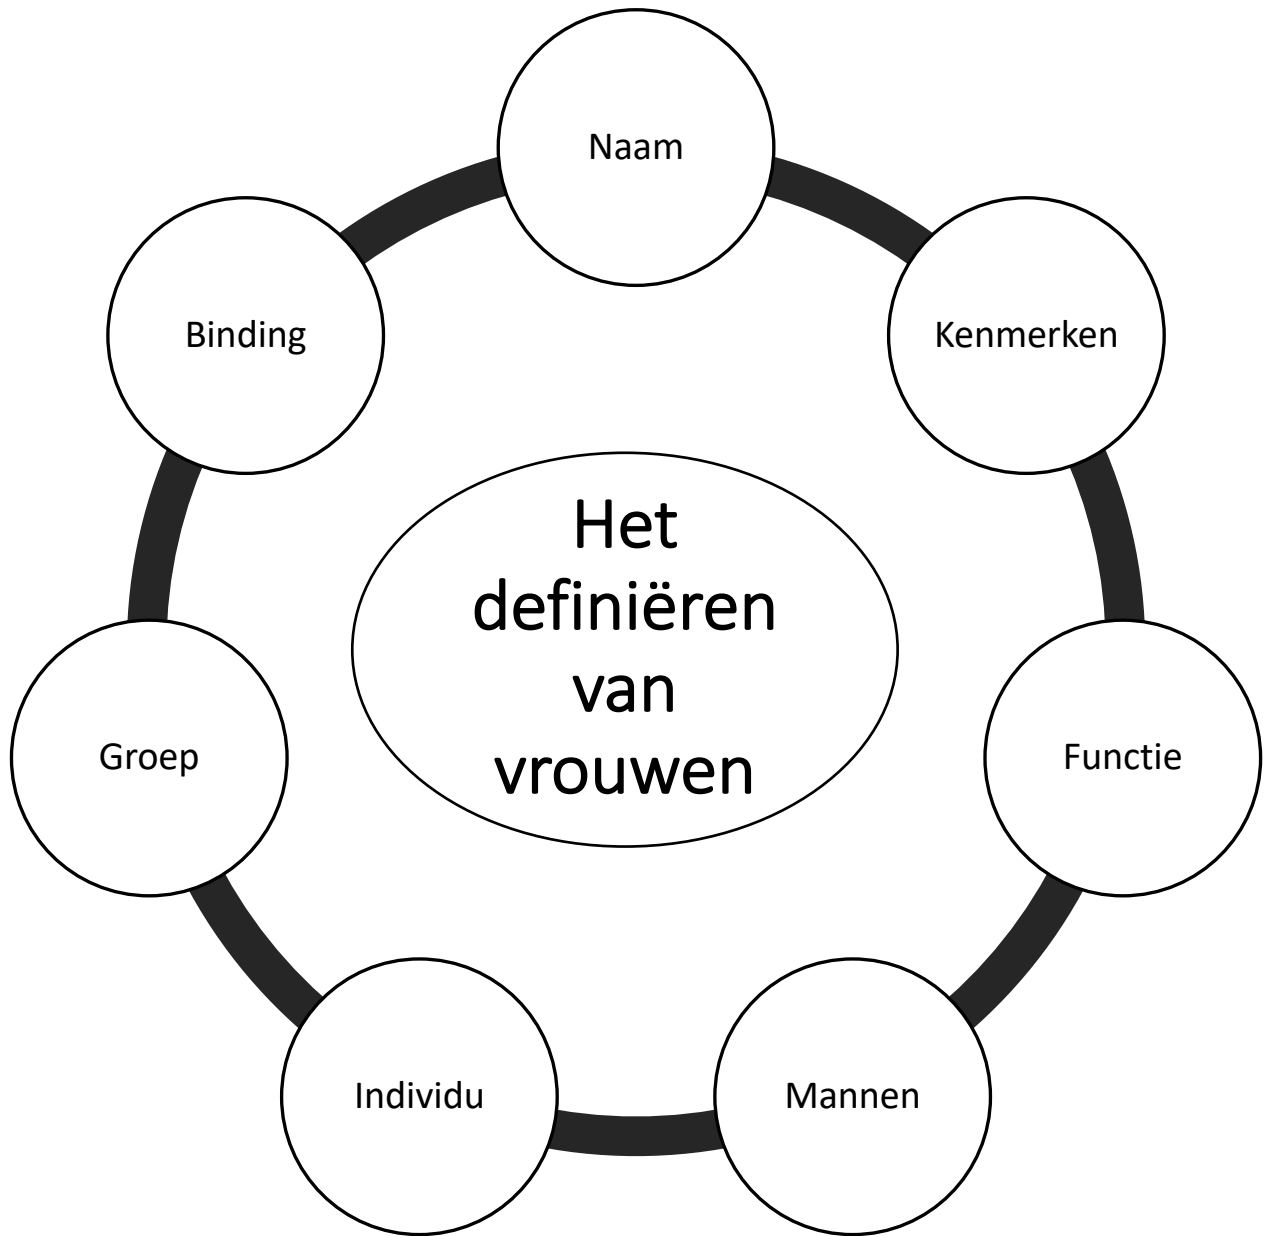 Naam
Binding
Kenmerken
Het
definiëren
van
vrouwen
Groep
Functie
Individu
Mannen